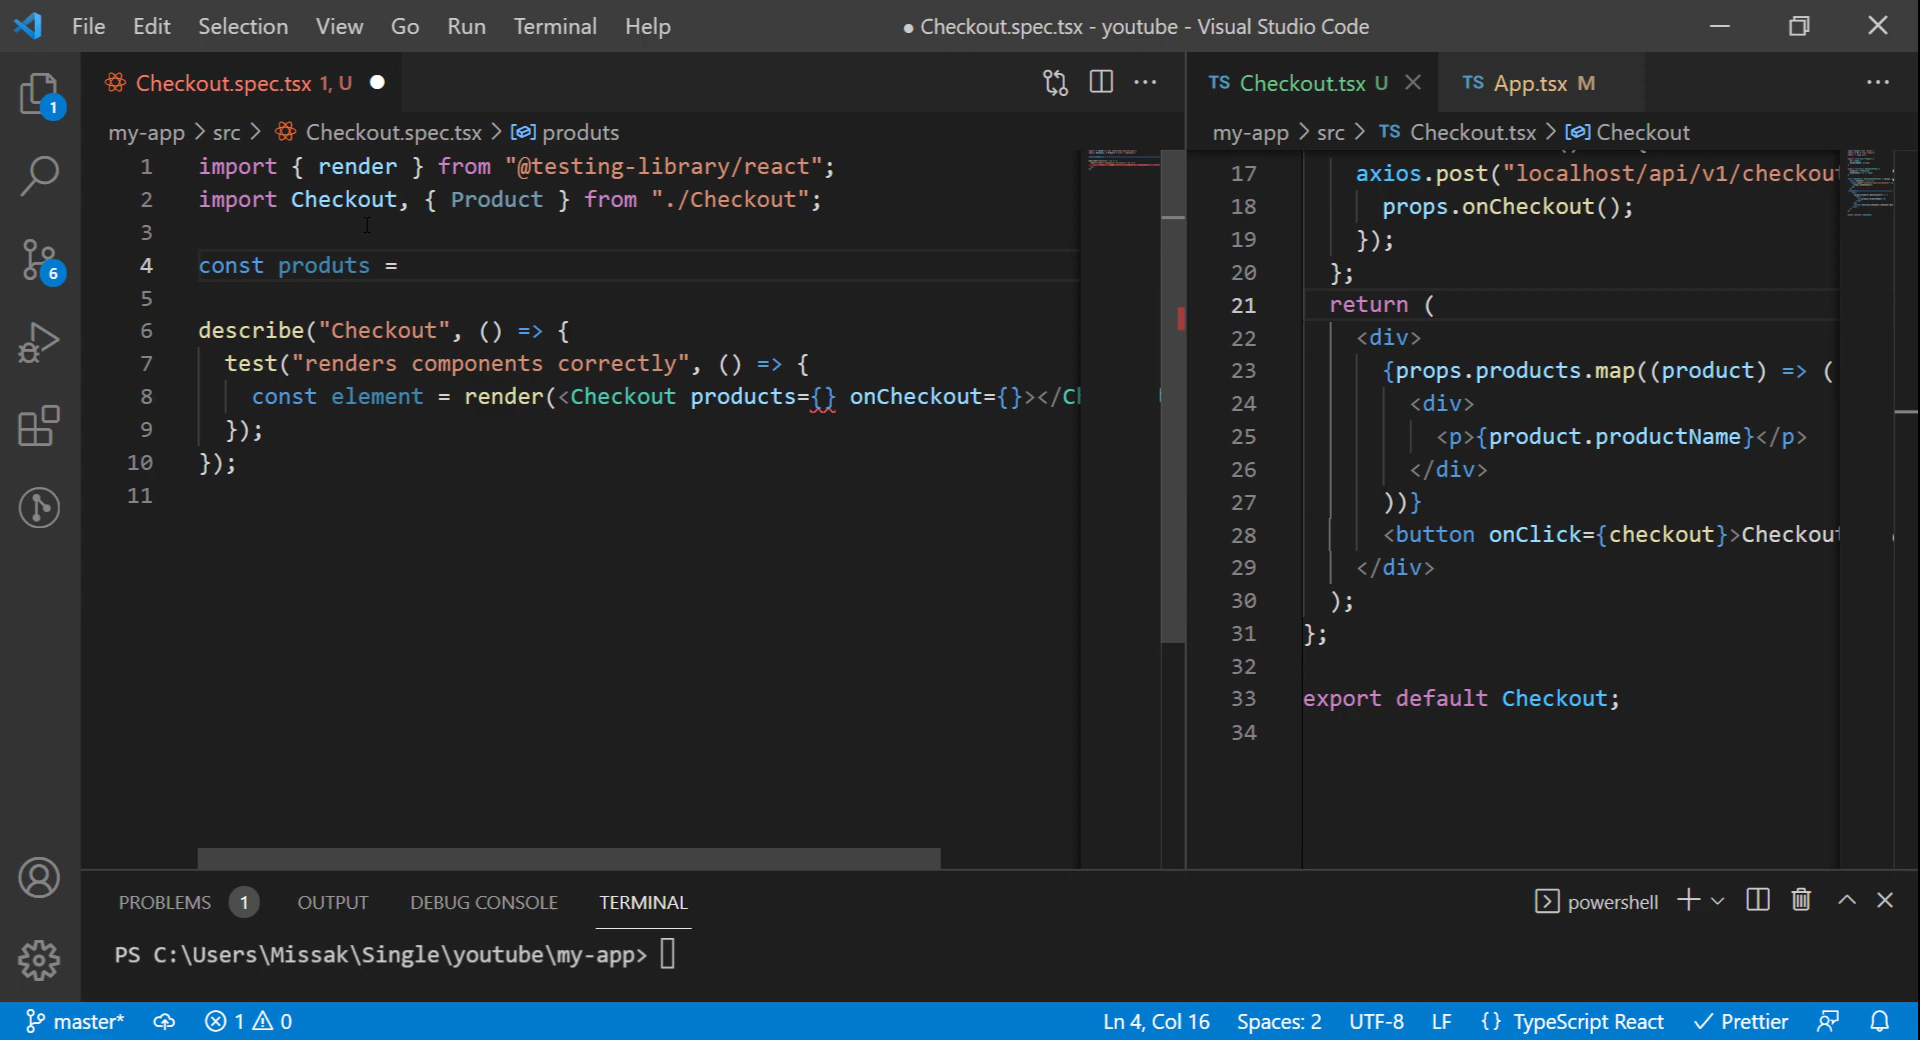 File Edit Selection View Go Run Terminal Help
● Checkout.spec.tsx - youtube - Visual Studio Code
Checkout.spec.tsx 1, U
my-app > src > Checkout.spec.tsx > produts
1 import { render } from "@testing-library/react";
2 import Checkout, { Product } from "./Checkout";
3
4 const produts =
5
6 describe("Checkout", () => {
7 test("renders components correctly", () => {
8 const element = render(<Checkout products={} onCheckout={}></Ch
9 });
10 });
11
TS Checkout.tsx U
TS App.tsx M
my-app > src > TS Checkout.tsx > Checkout
17 axios.post("localhost/api/v1/checkout
18 props.onCheckout();
19 });
20 };
21 return (
22 <div>
23 {props.products.map((product) => (
24 <div>
25 <p>{product.productName}</p>
26 </div>
27 ))}
28 <button onClick={checkout}>Checkout
29 </div>
30 );
31 };
32
33 export default Checkout;
34
1
6
PROBLEMS 1 OUTPUT DEBUG CONSOLE TERMINAL
powershell
PS C:\Users\Missak\Single\youtube\my-app>
master* 1 0
Ln 4, Col 16 Spaces: 2 UTF-8 LF {} TypeScript React Prettier